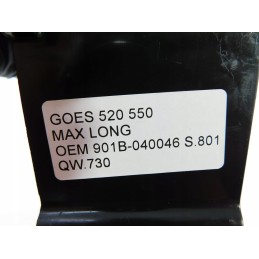 GOES 520 550
MAX LONG
OEM 901B-040046 S.801
QW.730